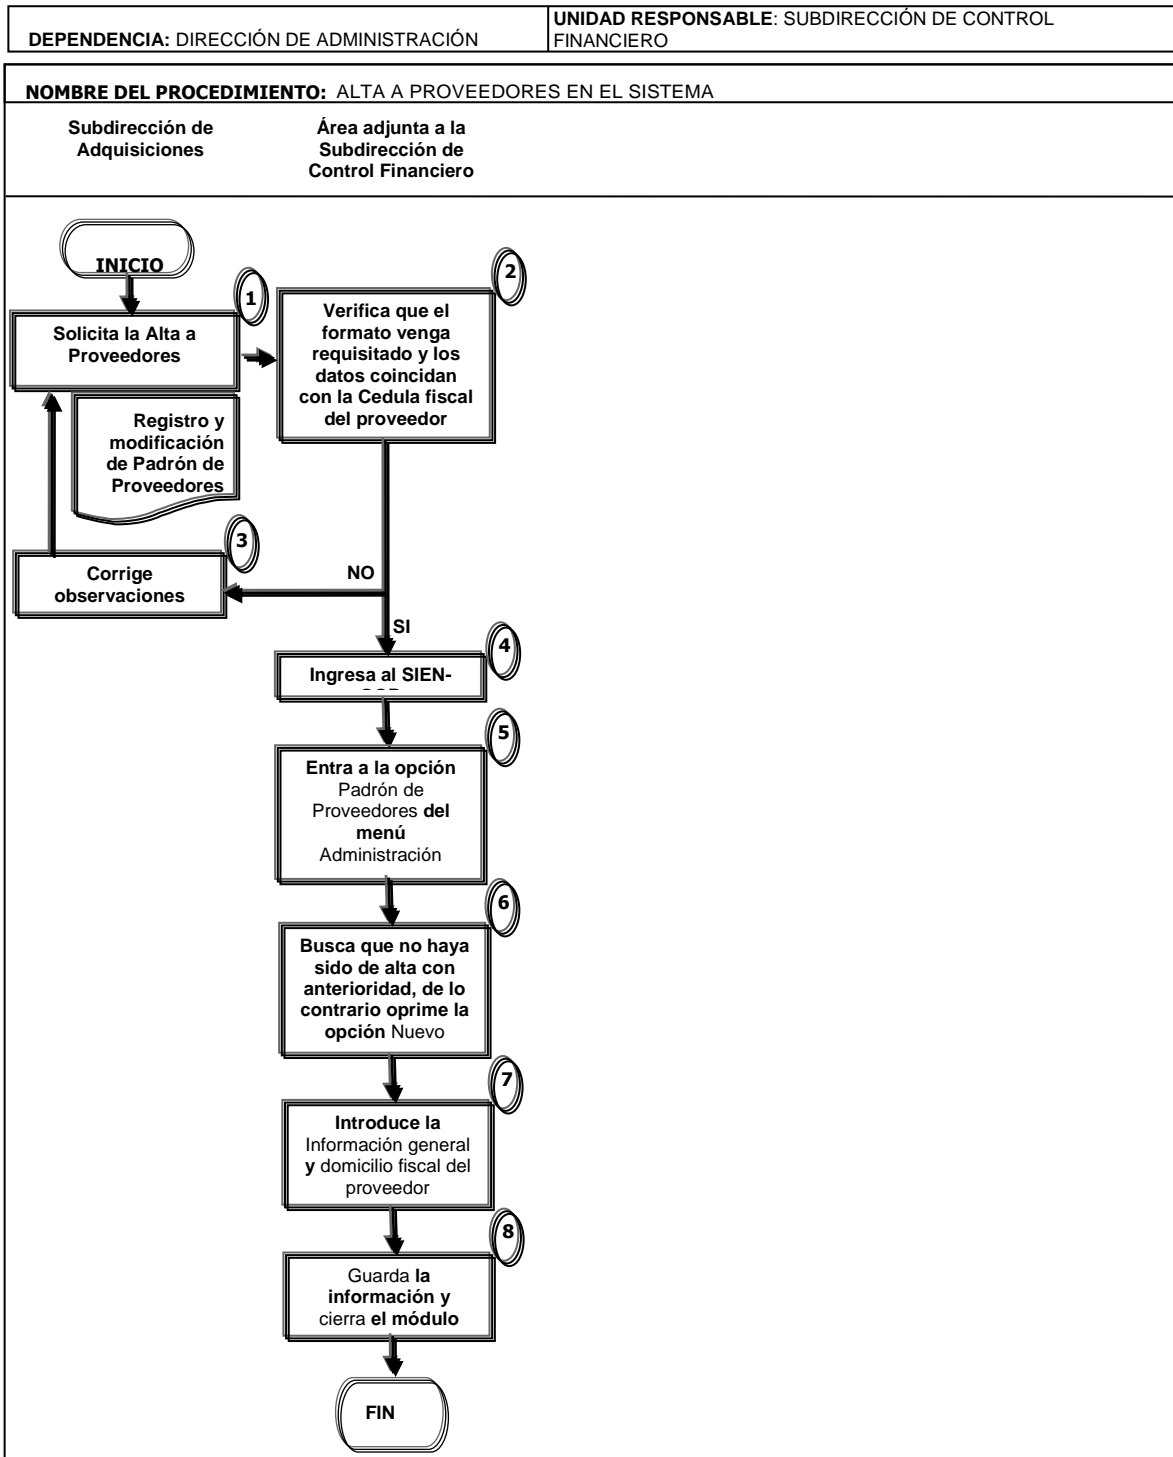 DEPENDENCIA: DIRECCIÓN DE ADMINISTRACIÓN
UNIDAD RESPONSABLE: SUBDIRECCIÓN DE CONTROL
FINANCIERO
NOMBRE DEL PROCEDIMIENTO: ALTA A PROVEEDORES EN EL SISTEMA
Subdirección de
Adquisiciones
Área adjunta a la
Subdirección de
Control Financiero
INICIO
1
Solicita la Alta a
Proveedores
2
Verifica que el
formato venga
requisitado y los
datos coincidan
con la Cedula fiscal
del proveedor
Registro y
modificación
de Padrón de
Proveedores
3
Corrige
observaciones
NO
SI
4
Ingresa al SIEN-
5
Entra a la opción
Padrón de
Proveedores del
menú
Administración
6
Busca que no haya
sido de alta con
anterioridad, de lo
contrario oprime la
opción Nuevo
7
Introduce la
Información general
y domicilio fiscal del
proveedor
8
Guarda la
información y
cierra el módulo
FIN